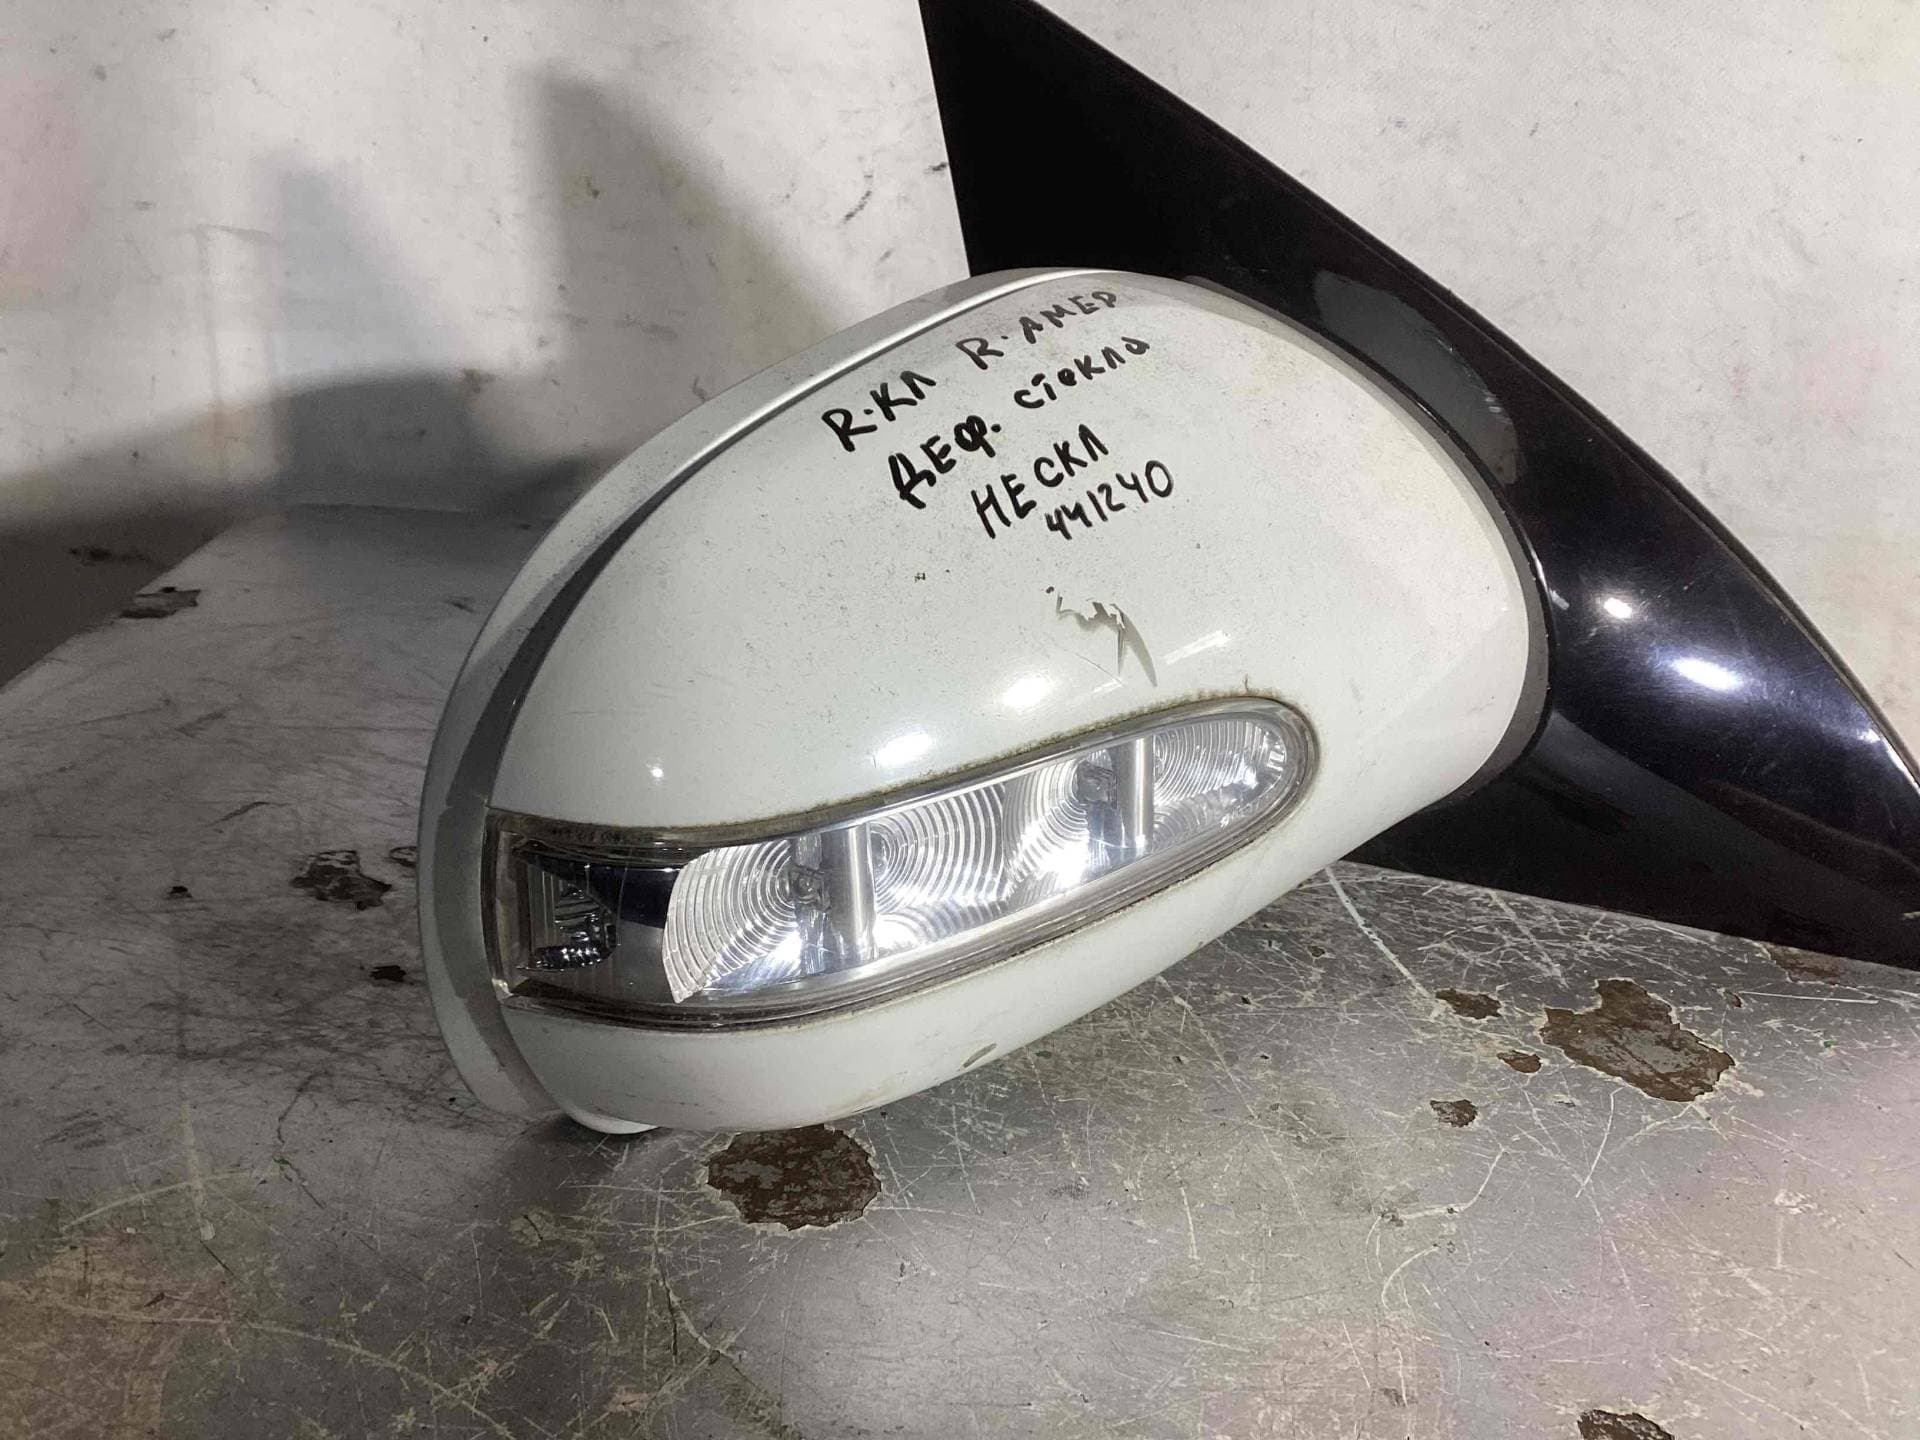 R-КЛ R-АМЕР
ДЕФ. стекла
НЕСКЛ
441240